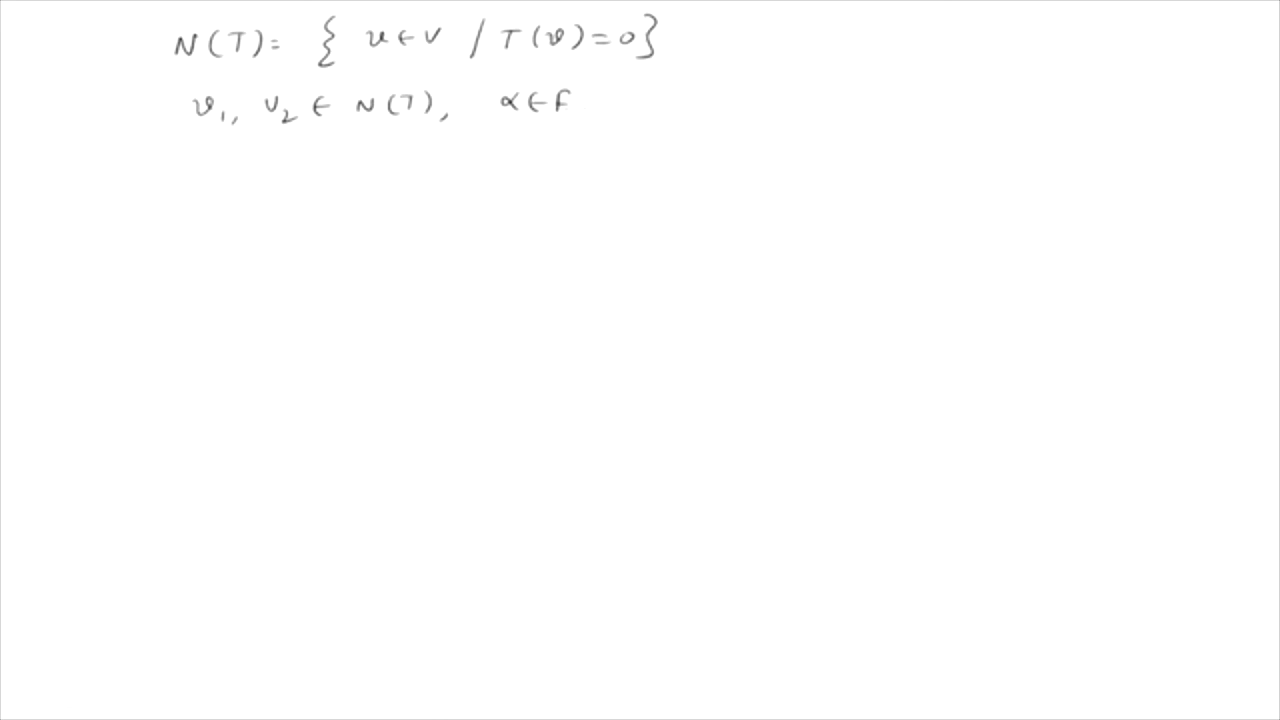 N(T) = { v ∈ V / T(v) = 0 }
v₁, v₂ ∈ N(T), α ∈ F